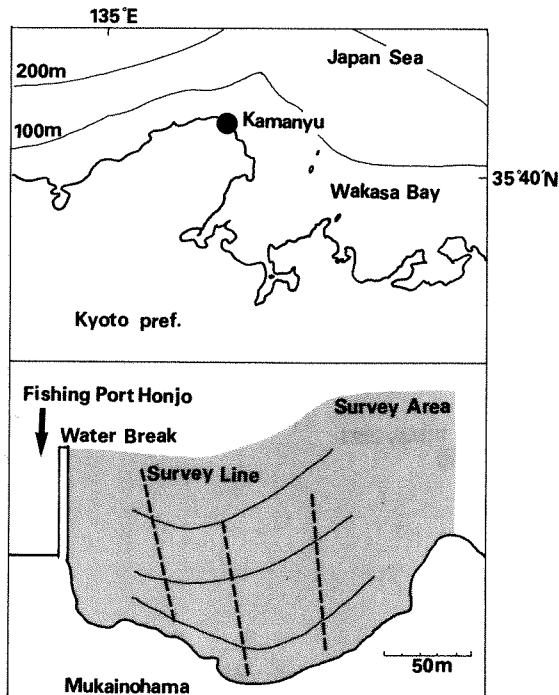 135°E
200m
Japan Sea
100m
Kamanyu
35°40'N
Wakasa Bay
Kyoto pref.
Fishing Port Honjo
Survey Area
Water Break
Survey Line
50m
Mukainohama